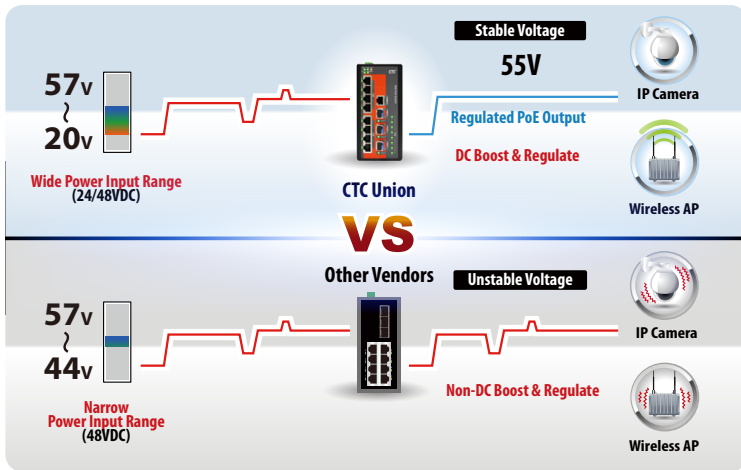 Stable Voltage
55V
57V
~
20V
IP Camera
Regulated PoE Output
DC Boost & Regulate
Wide Power Input Range
(24/48VDC)
CTC Union
Wireless AP
VS
Other Vendors
Unstable Voltage
57V
~
44V
IP Camera
Non-DC Boost & Regulate
Narrow
Power Input Range
(48VDC)
Wireless AP